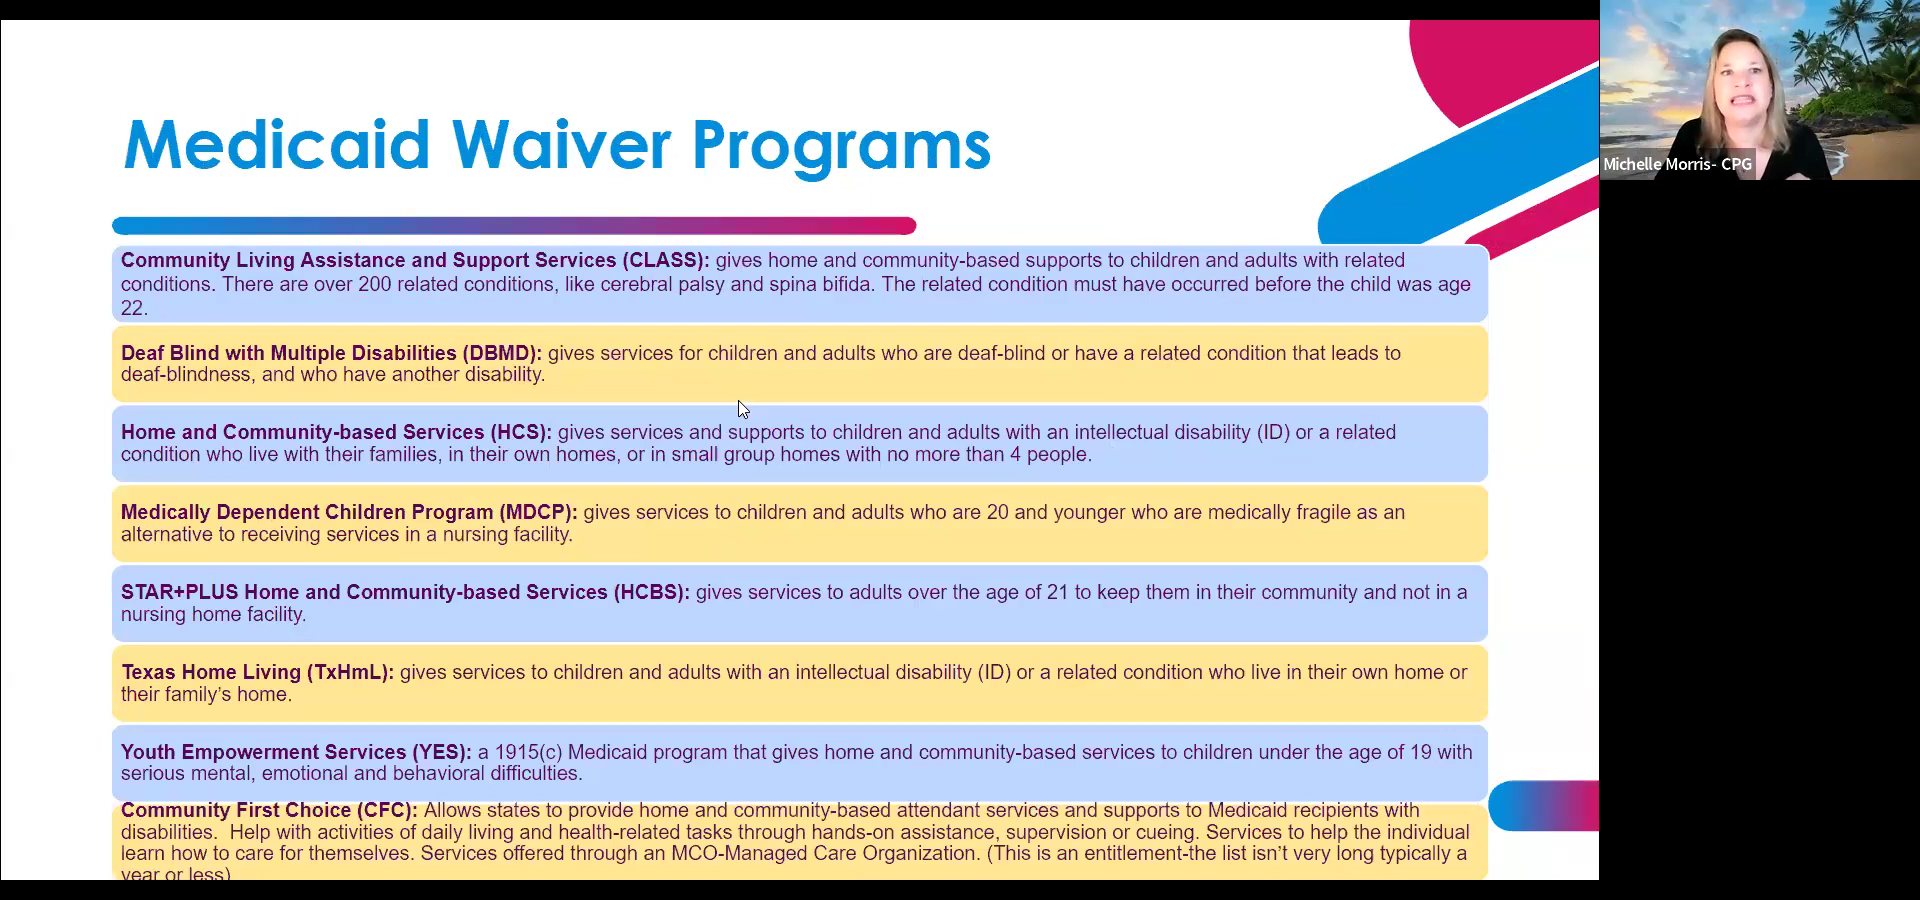 Medicaid Waiver Programs
Community Living Assistance and Support Services (CLASS): gives home and community-based supports to children and adults with related
conditions. There are over 200 related conditions, like cerebral palsy and spina bifida. The related condition must have occurred before the child was age
22.
Deaf Blind with Multiple Disabilities (DBMD): gives services for children and adults who are deaf-blind or have a related condition that leads to
deaf-blindness, and who have another disability.
Home and Community-based Services (HCS): gives services and supports to children and adults with an intellectual disability (ID) or a related
condition who live with their families, in their own homes, or in small group homes with no more than 4 people.
Medically Dependent Children Program (MDCP): gives services to children and adults who are 20 and younger who are medically fragile as an
alternative to receiving services in a nursing facility.
STAR+PLUS Home and Community-based Services (HCBS): gives services to adults over the age of 21 to keep them in their community and not in a
nursing home facility.
Texas Home Living (TxHmL): gives services to children and adults with an intellectual disability (ID) or a related condition who live in their own home or
their family’s home.
Youth Empowerment Services (YES): a 1915(c) Medicaid program that gives home and community-based services to children under the age of 19 with
serious mental, emotional and behavioral difficulties.
Community First Choice (CFC): Allows states to provide home and community-based attendant services and supports to Medicaid recipients with
disabilities.  Help with activities of daily living and health-related tasks through hands-on assistance, supervision or cueing. Services to help the individual
learn how to care for themselves. Services offered through an MCO-Managed Care Organization. (This is an entitlement-the list isn’t very long typically a
year or less)
Michelle Morris- CPG